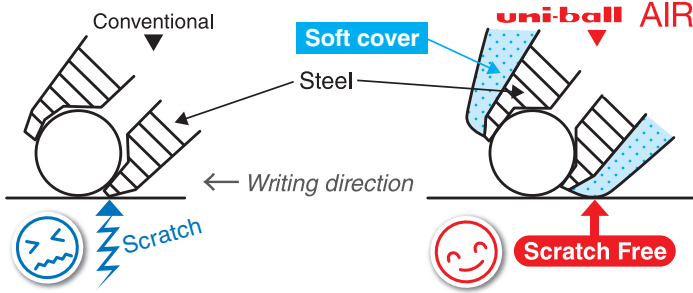 Conventional
uni-ball AIR
Soft cover
Steel
← Writing direction
Scratch
Scratch Free